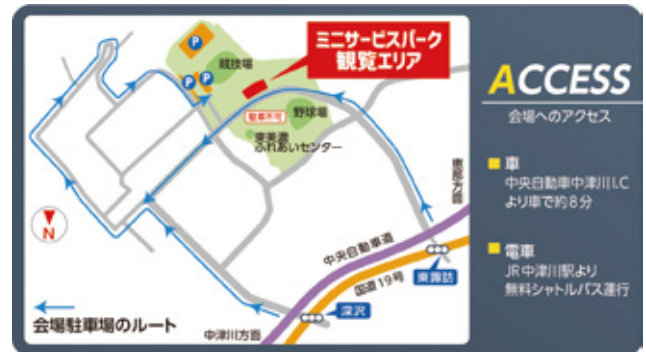 ミニサービスパーク
観覧エリア
P
P
P
競技場
駐車不可
野球場
東美濃
ふれあいセンター
恵那方面
中央自動車道
国道19号
東諏訪
深沢
中津川方面
N
会場駐車場のルート
ACCESS
会場へのアクセス
車
中央自動車中津川I.C
より車で約8分
電車
JR中津川駅より
無料シャトルバス運行